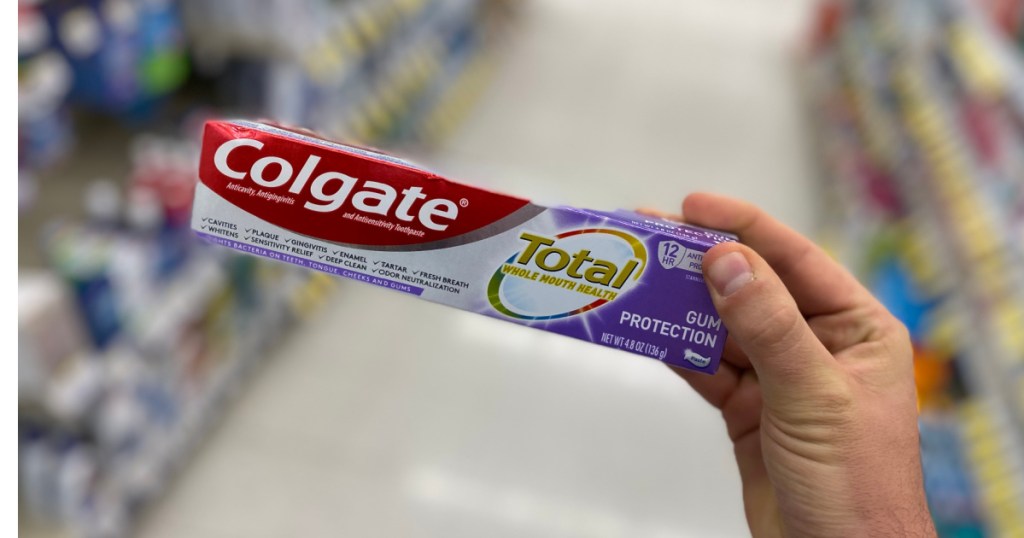 Colgate®
Anticavity, Antigingivitis
and Antisensitivity Toothpaste
✓CAVITIES ✓PLAQUE ✓GINGIVITIS ✓ENAMEL ✓TARTAR ✓FRESH BREATH
✓WHITENS ✓SENSITIVITY RELIEF ✓DEEP CLEAN ✓ODOR NEUTRALIZATION
BACTERIA ON TEETH, TONGUE, CHEEKS AND GUMS
Total
WHOLE MOUTH HEALTH
12
HR
GUM
PROTECTION
NET WT 4.8 OZ (136 g)